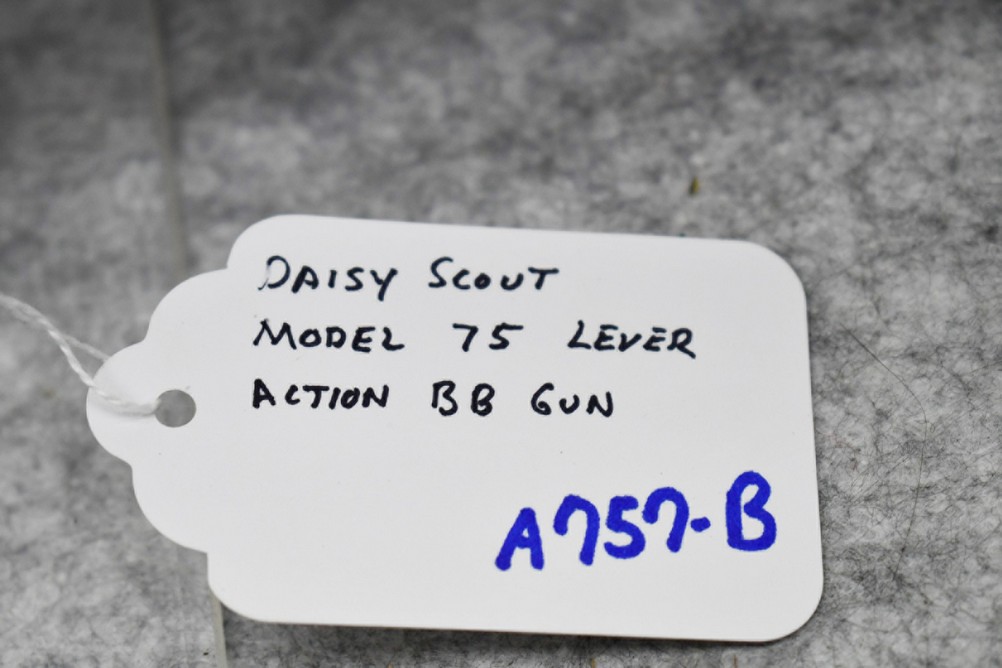 DAISY SCOUT
MODEL 75 LEVER
ACTION BB GUN
A757-B